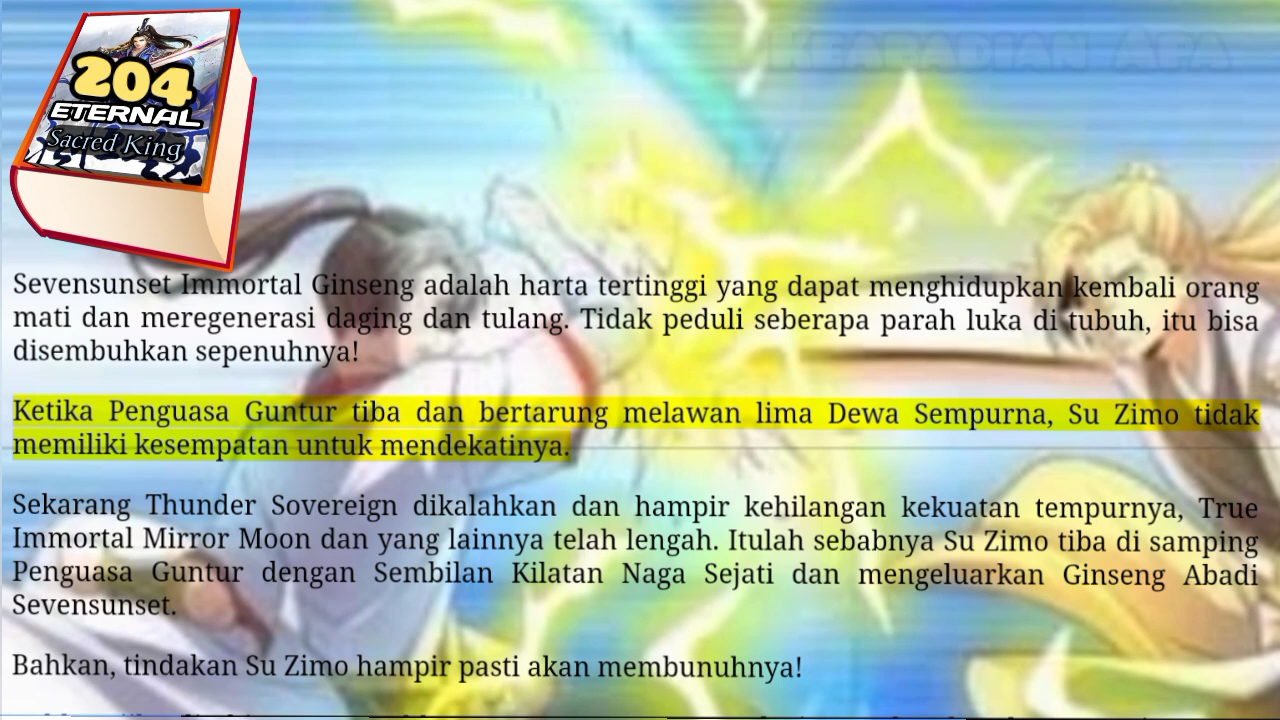 204
ETERNAL
Sacred King
Sevensunset Immortal Ginseng adalah harta tertinggi yang dapat menghidupkan kembali orang
mati dan meregenerasi daging dan tulang. Tidak peduli seberapa parah luka di tubuh, itu bisa
disembuhkan sepenuhnya!
Ketika Penguasa Guntur tiba dan bertarung melawan lima Dewa Sempurna, Su Zimo tidak
memiliki kesempatan untuk mendekatinya.
Sekarang Thunder Sovereign dikalahkan dan hampir kehilangan kekuatan tempurnya, True
Immortal Mirror Moon dan yang lainnya telah lengah. Itulah sebabnya Su Zimo tiba di samping
Penguasa Guntur dengan Sembilan Kilatan Naga Sejati dan mengeluarkan Ginseng Abadi
Sevensunset.
Bahkan, tindakan Su Zimo hampir pasti akan membunuhnya!